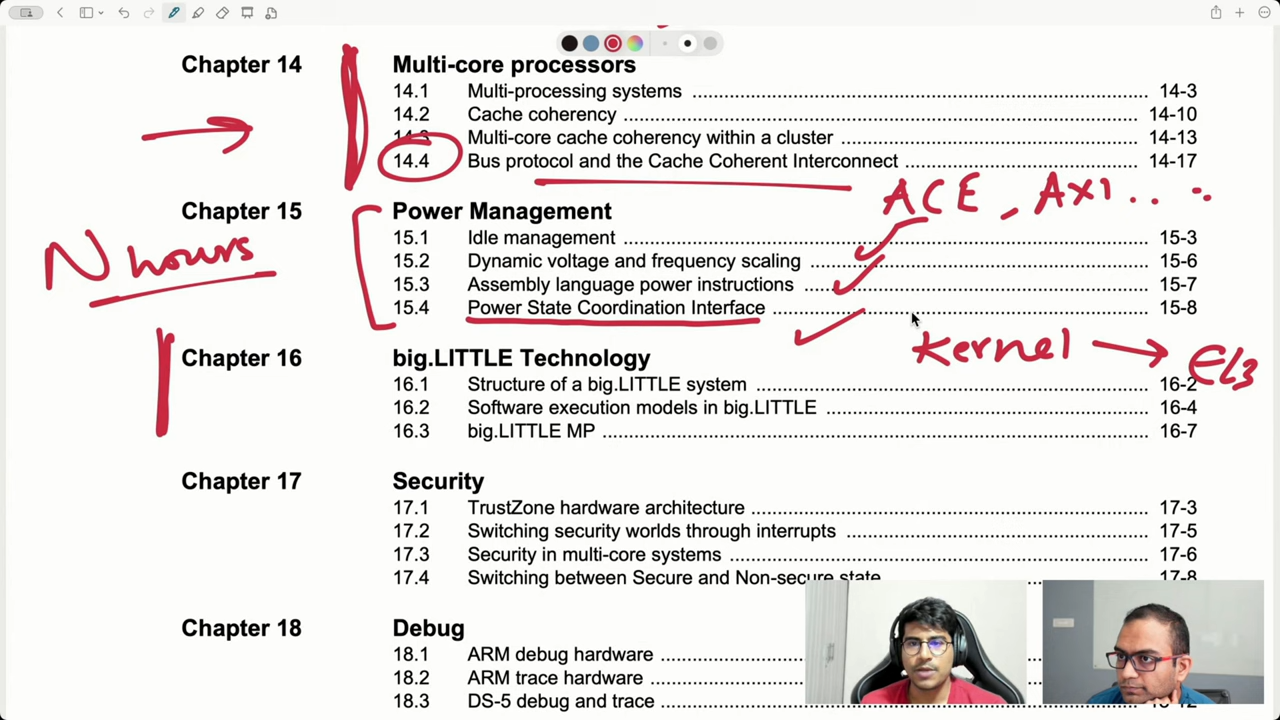 Chapter 14 Multi-core processors
14.1 Multi-processing systems ........ 14-3
14.2 Cache coherency ........ 14-10
14.3 Multi-core cache coherency within a cluster ........ 14-13
14.4 Bus protocol and the Cache Coherent Interconnect ........ 14-17
ACE, AXI . . .
Chapter 15 Power Management
15.1 Idle management ........ 15-3
15.2 Dynamic voltage and frequency scaling ........ 15-6
15.3 Assembly language power instructions ........ 15-7
15.4 Power State Coordination Interface ........ 15-8
N hours
Kernel → EL3
Chapter 16 big.LITTLE Technology
16.1 Structure of a big.LITTLE system ........ 16-2
16.2 Software execution models in big.LITTLE ........ 16-4
16.3 big.LITTLE MP ........ 16-7
Chapter 17 Security
17.1 TrustZone hardware architecture ........ 17-3
17.2 Switching security worlds through interrupts ........ 17-5
17.3 Security in multi-core systems ........ 17-6
17.4 Switching between Secure and Non-secure state ........ 17-8
Chapter 18 Debug
18.1 ARM debug hardware ........
18.2 ARM trace hardware ........
18.3 DS-5 debug and trace ........